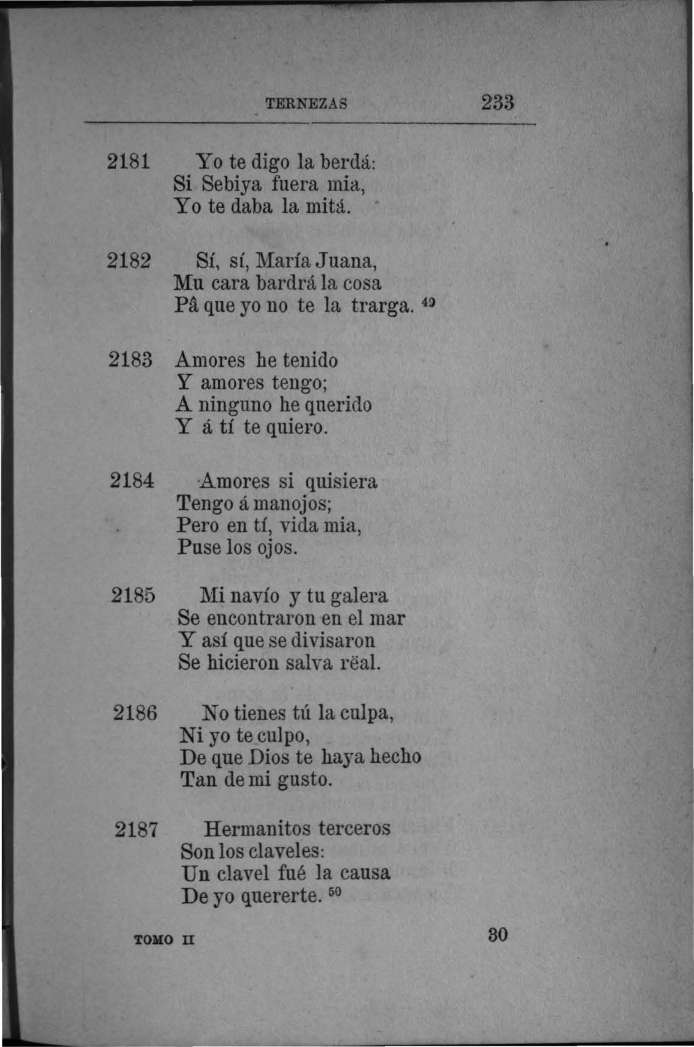 TERNEZAS 233
2181 Yo te digo la berdá:
Si Sebiya fuera mia,
Yo te daba la mitá.
2182 Sí, sí, María Juana,
Mu cara bardrá la cosa
Pâ que yo no te la trarga. 49
2183 Amores he tenido
Y amores tengo;
A ninguno he querido
Y á tí te quiero.
2184 Amores si quisiera
Tengo á manojos;
Pero en tí, vida mia,
Puse los ojos.
2185 Mi navío y tu galera
Se encontraron en el mar
Y así que se divisaron
Se hicieron salva rëal.
2186 No tienes tú la culpa,
Ni yo te culpo,
De que Dios te haya hecho
Tan de mi gusto.
2187 Hermanitos terceros
Son los claveles:
Un clavel fué la causa
De yo quererte. 50
TOMO II 30